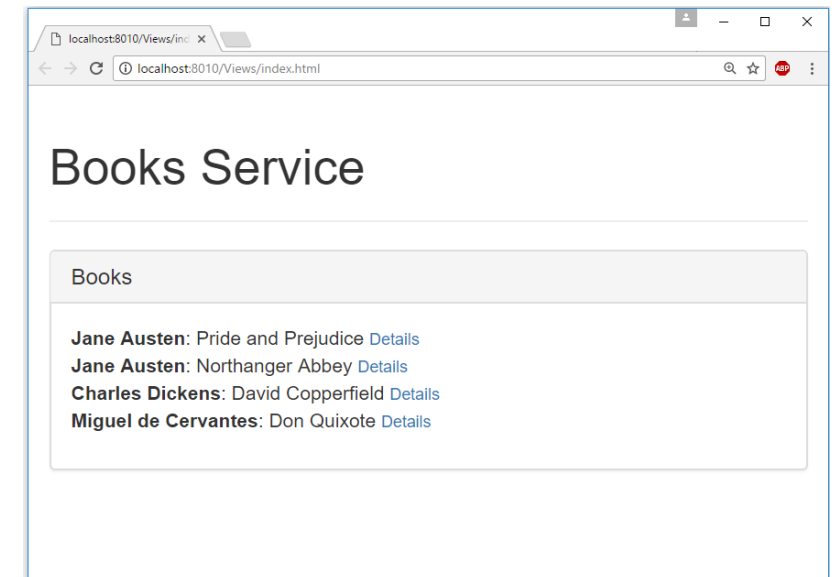 localhost:8010/Views/ind
localhost:8010/Views/index.html
ABP
Books Service
Books
Jane Austen: Pride and Prejudice Details
Jane Austen: Northanger Abbey Details
Charles Dickens: David Copperfield Details
Miguel de Cervantes: Don Quixote Details